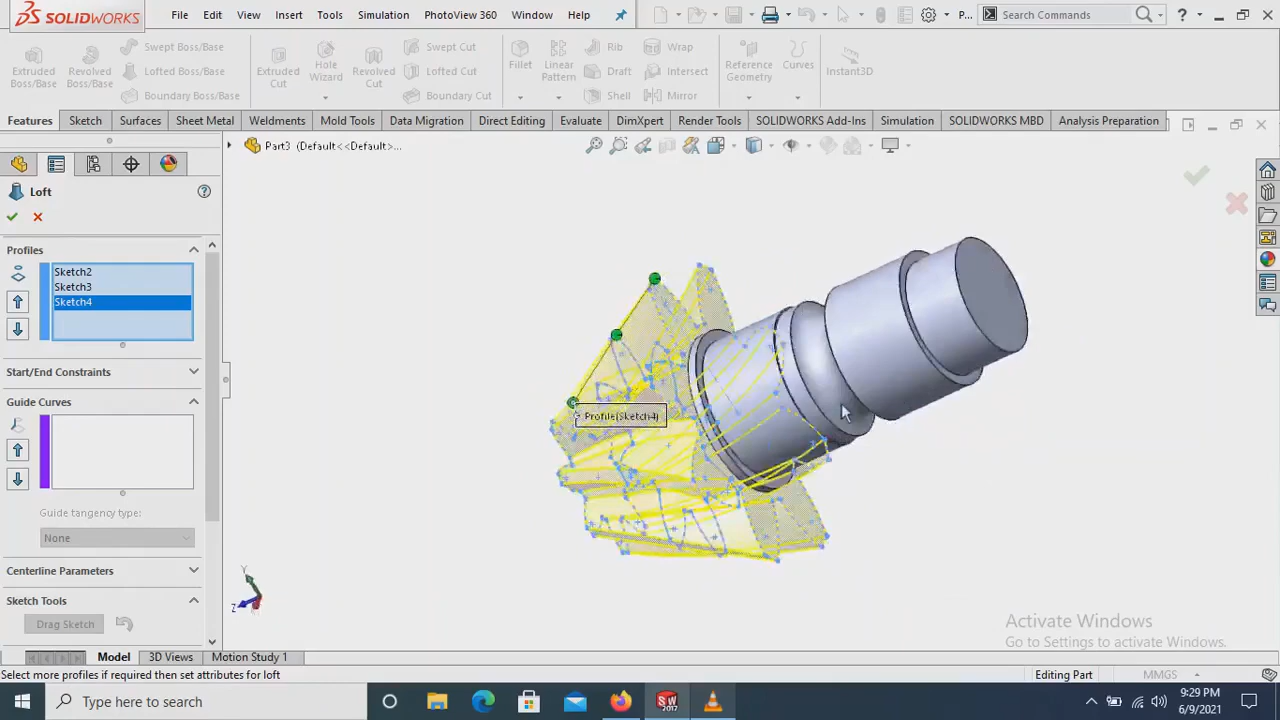 SOLIDWORKS File Edit View Insert Tools Simulation PhotoView 360 Window Help P... Search Commands ?
Extruded Boss/Base
Revolved Boss/Base
Swept Boss/Base
Lofted Boss/Base
Boundary Boss/Base
Extruded Cut
Hole Wizard
Revolved Cut
Swept Cut
Lofted Cut
Boundary Cut
Fillet
Linear Pattern
Rib
Draft
Shell
Wrap
Intersect
Mirror
Reference Geometry
Curves
Instant3D
Features Sketch Surfaces Sheet Metal Weldments Mold Tools Data Migration Direct Editing Evaluate DimXpert Render Tools SOLIDWORKS Add-Ins Simulation SOLIDWORKS MBD Analysis Preparation
Part3 (Default<<Default>...
Loft
?
Profiles
Sketch2
Sketch3
Sketch4
Start/End Constraints
Guide Curves
Guide tangency type:
None
Centerline Parameters
Sketch Tools
Drag Sketch
Profile(Sketch4)
Y
Z
Activate Windows
Go to Settings to activate Windows.
Model 3D Views Motion Study 1
Select more profiles if required then set attributes for loft Editing Part MMGS
Type here to search
SW
2017
9:29 PM
6/9/2021